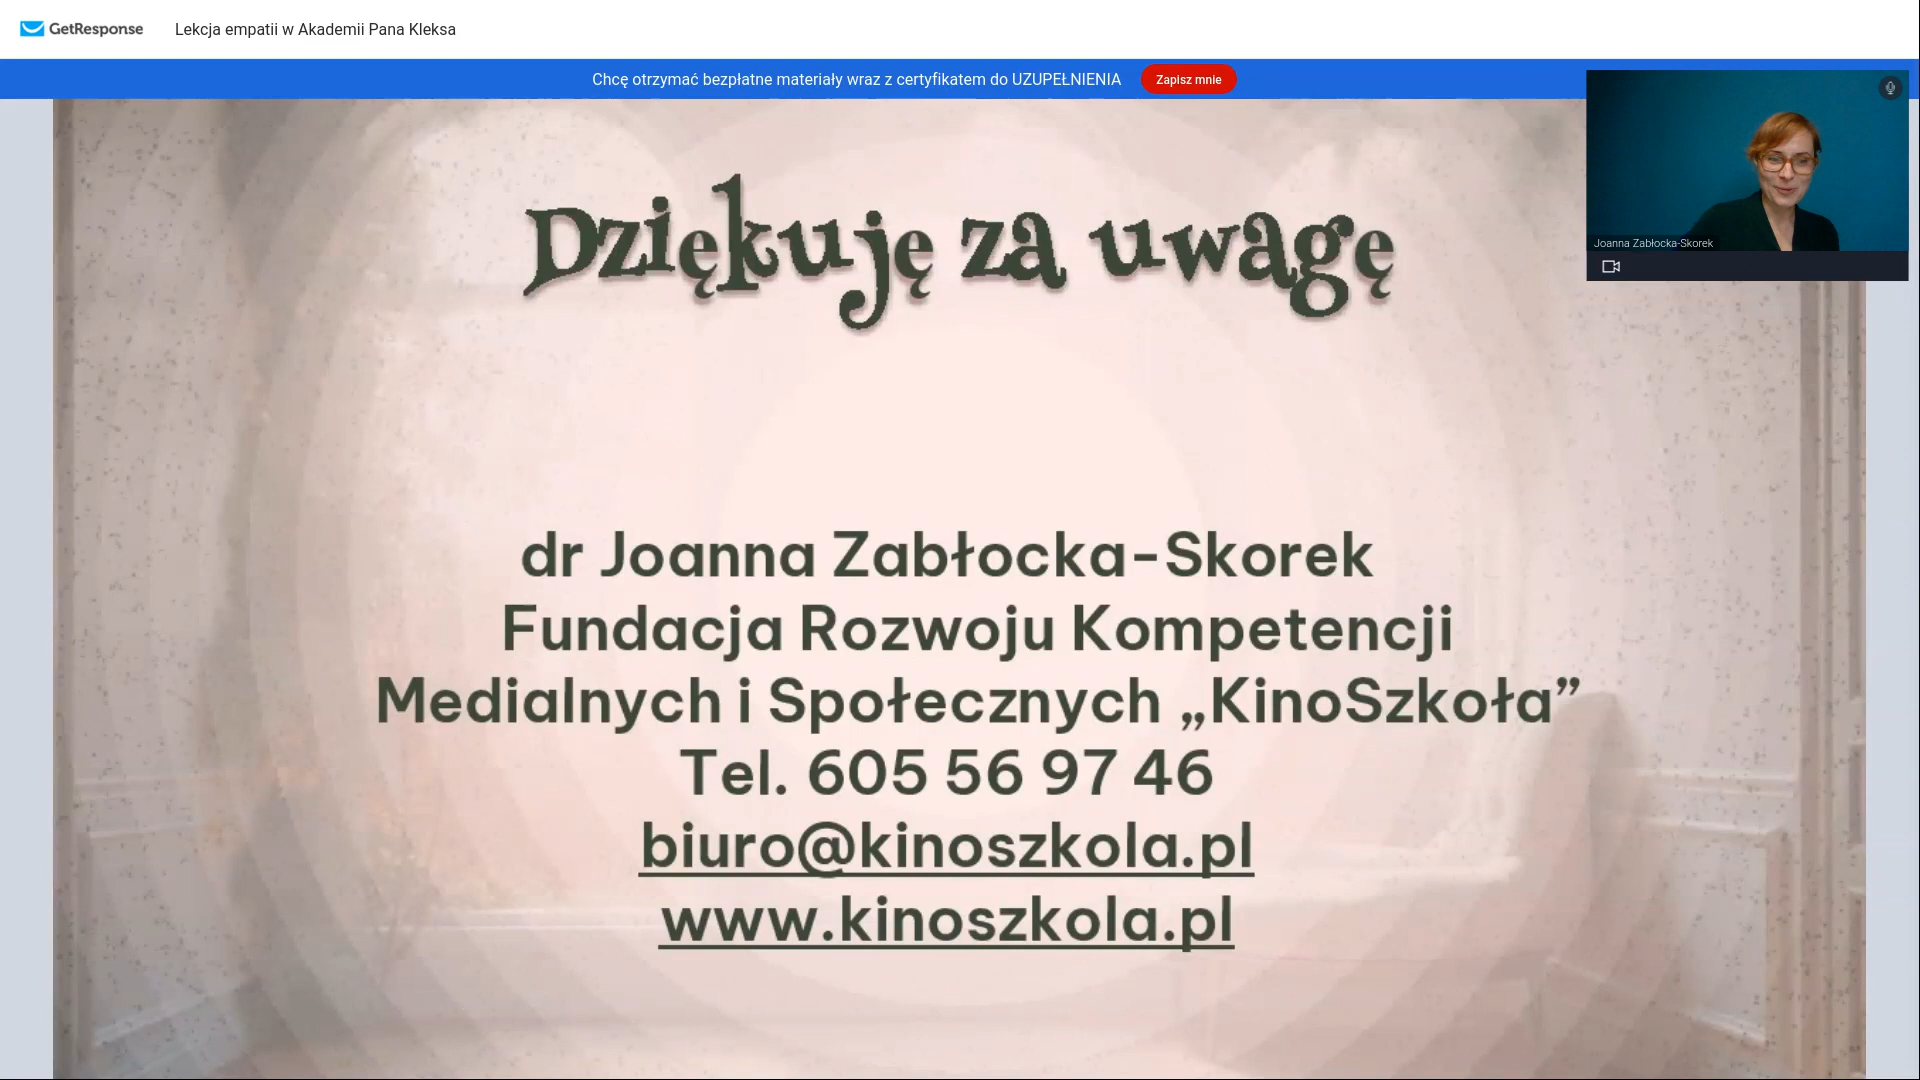 GetResponse
Lekcja empatii w Akademii Pana Kleksa
Chcę otrzymać bezpłatne materiały wraz z certyfikatem do UZUPEŁNIENIA
Zapisz mnie
Joanna Zabłocka-Skorek
Dziękuję za uwagę
dr Joanna Zabłocka-Skorek
Fundacja Rozwoju Kompetencji
Medialnych i Społecznych „KinoSzkoła”
Tel. 605 56 97 46
biuro@kinoszkola.pl
www.kinoszkola.pl